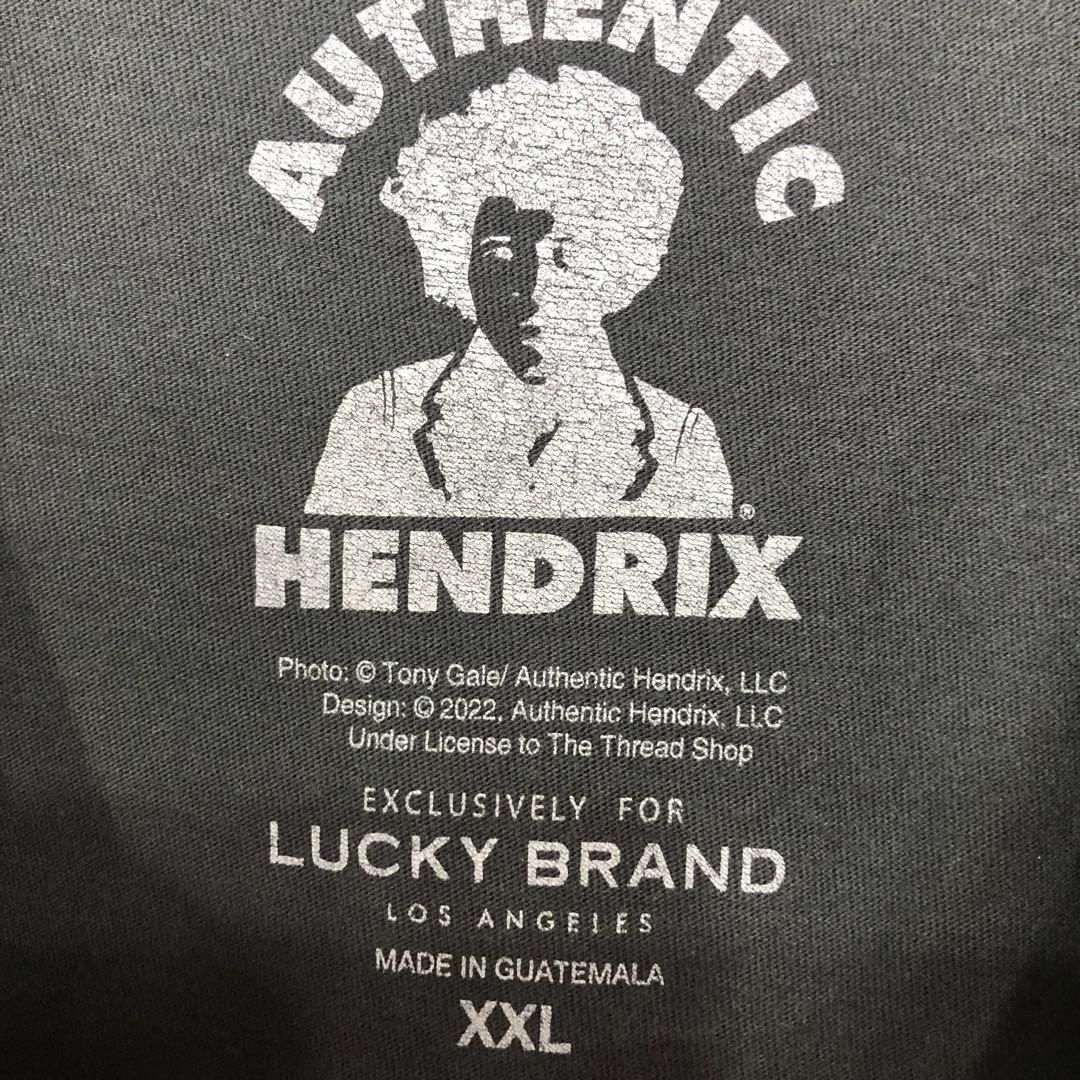 AUTHENTIC
HENDRIX®
Photo: © Tony Gale/ Authentic Hendrix, LLC
Design: © 2022, Authentic Hendrix, LLC
Under License to The Thread Shop
EXCLUSIVELY FOR
LUCKY BRAND
LOS ANGELES
MADE IN GUATEMALA
XXL